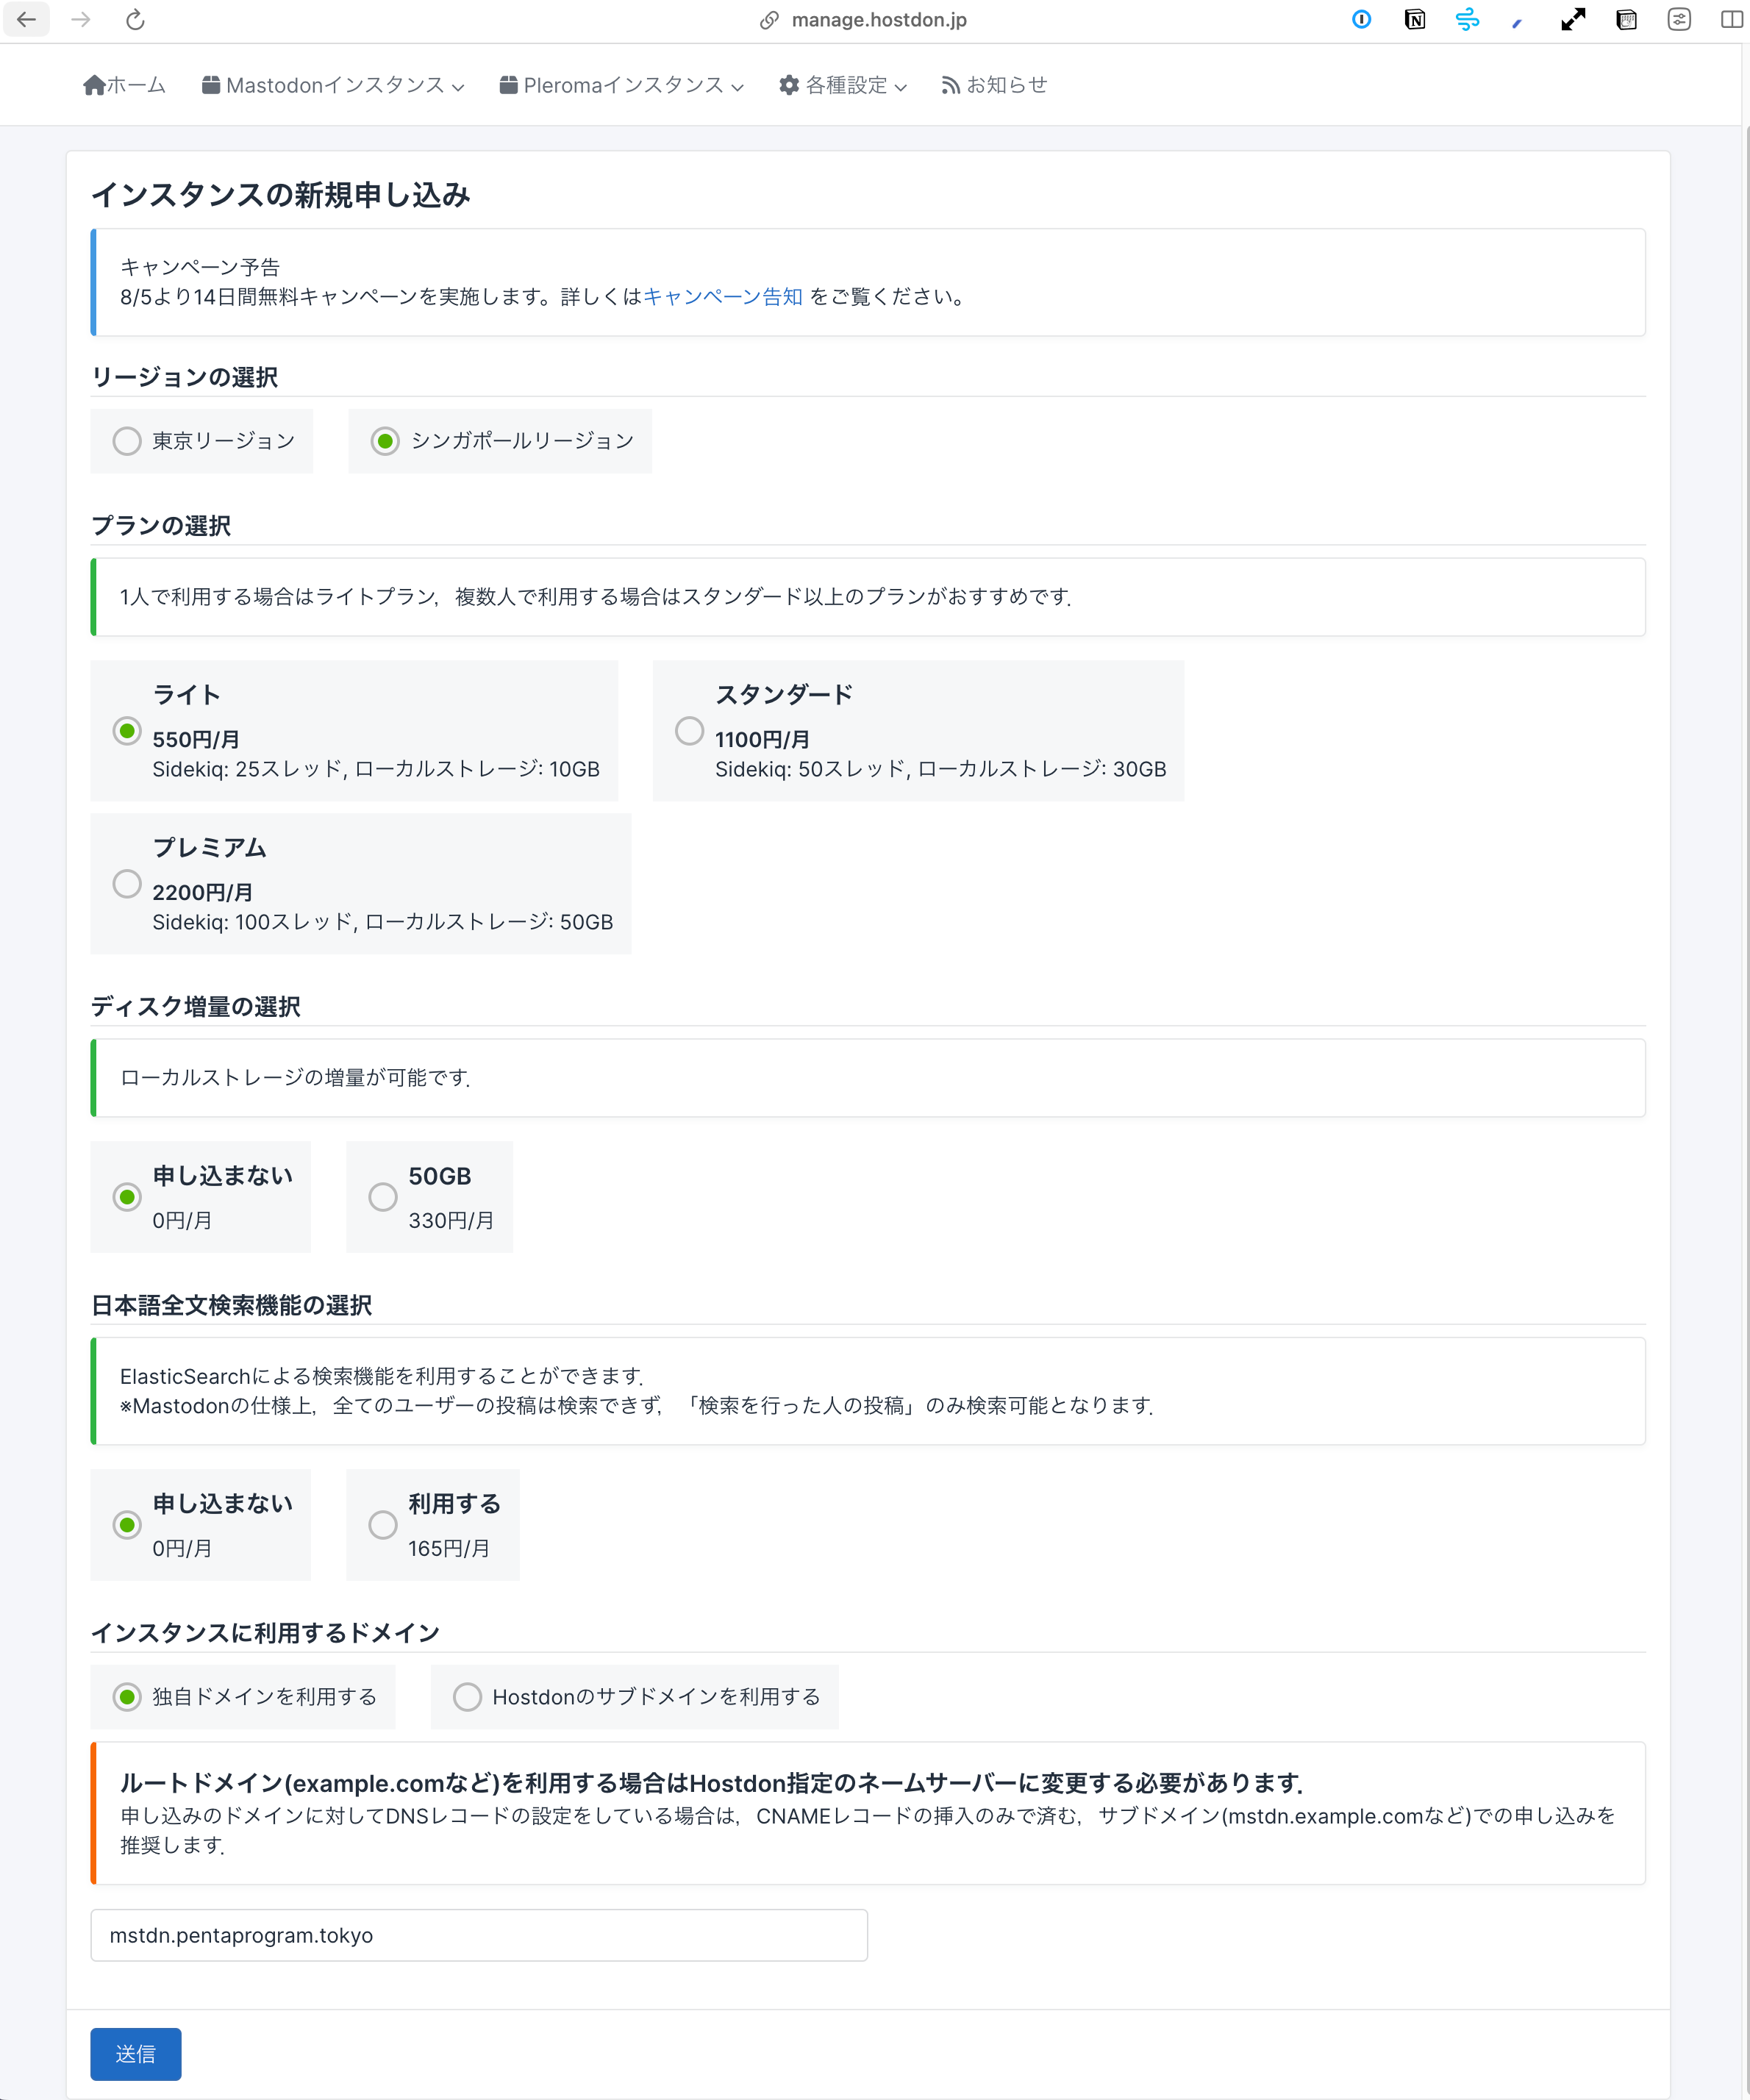 manage.hostdon.jp
ホーム Mastodonインスタンス Pleromaインスタンス 各種設定 お知らせ
インスタンスの新規申し込み
キャンペーン予告
8/5より14日間無料キャンペーンを実施します。詳しくはキャンペーン告知 をご覧ください。
リージョンの選択
東京リージョン シンガポールリージョン
プランの選択
1人で利用する場合はライトプラン，複数人で利用する場合はスタンダード以上のプランがおすすめです．
ライト
550円/月
Sidekiq: 25スレッド, ローカルストレージ: 10GB
スタンダード
1100円/月
Sidekiq: 50スレッド, ローカルストレージ: 30GB
プレミアム
2200円/月
Sidekiq: 100スレッド, ローカルストレージ: 50GB
ディスク増量の選択
ローカルストレージの増量が可能です．
申し込まない
0円/月
50GB
330円/月
日本語全文検索機能の選択
ElasticSearchによる検索機能を利用することができます．
※Mastodonの仕様上，全てのユーザーの投稿は検索できず，「検索を行った人の投稿」のみ検索可能となります．
申し込まない
0円/月
利用する
165円/月
インスタンスに利用するドメイン
独自ドメインを利用する Hostdonのサブドメインを利用する
ルートドメイン(example.comなど)を利用する場合はHostdon指定のネームサーバーに変更する必要があります．
申し込みのドメインに対してDNSレコードの設定をしている場合は，CNAMEレコードの挿入のみで済む，サブドメイン(mstdn.example.comなど)での申し込みを
推奨します．
mstdn.pentaprogram.tokyo
送信